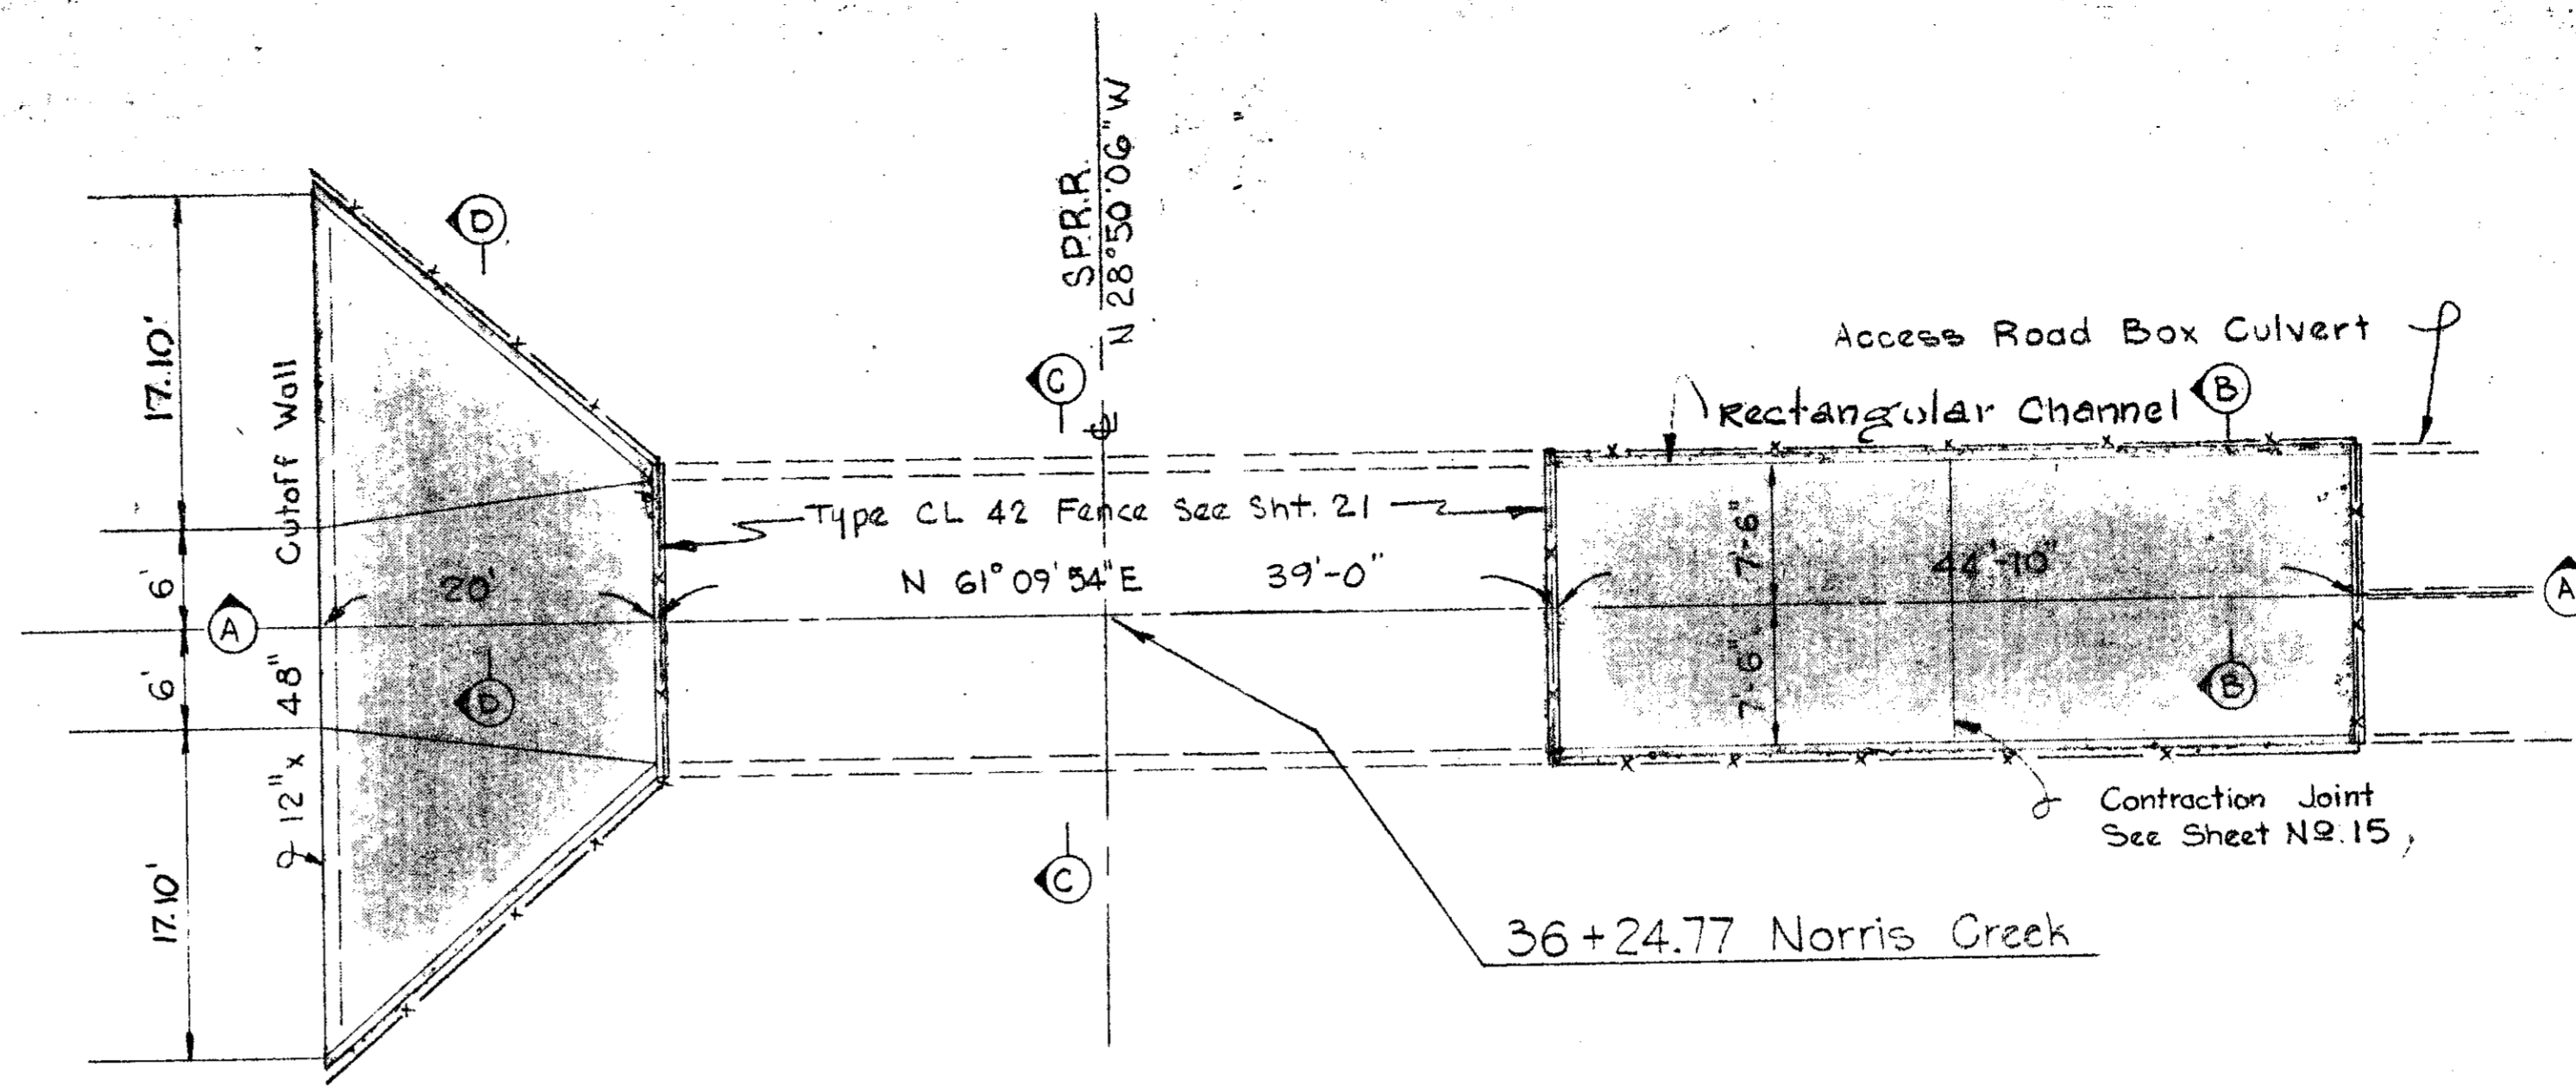 S.P.R.R.
N 28°50'06" W
D
17.10'
Cutoff Wall
C
℄
Access Road Box Culvert
Rectangular Channel
B
Type CL 42 Fence See Sht. 21
7'-6"
6'
20'
N 61° 09' 54" E 39'-0"
44'-10"
A
A
6'
12" x 48"
D
7'-6"
B
17.10'
C
Contraction Joint
See Sheet Nº. 15
36+24.77 Norris Creek